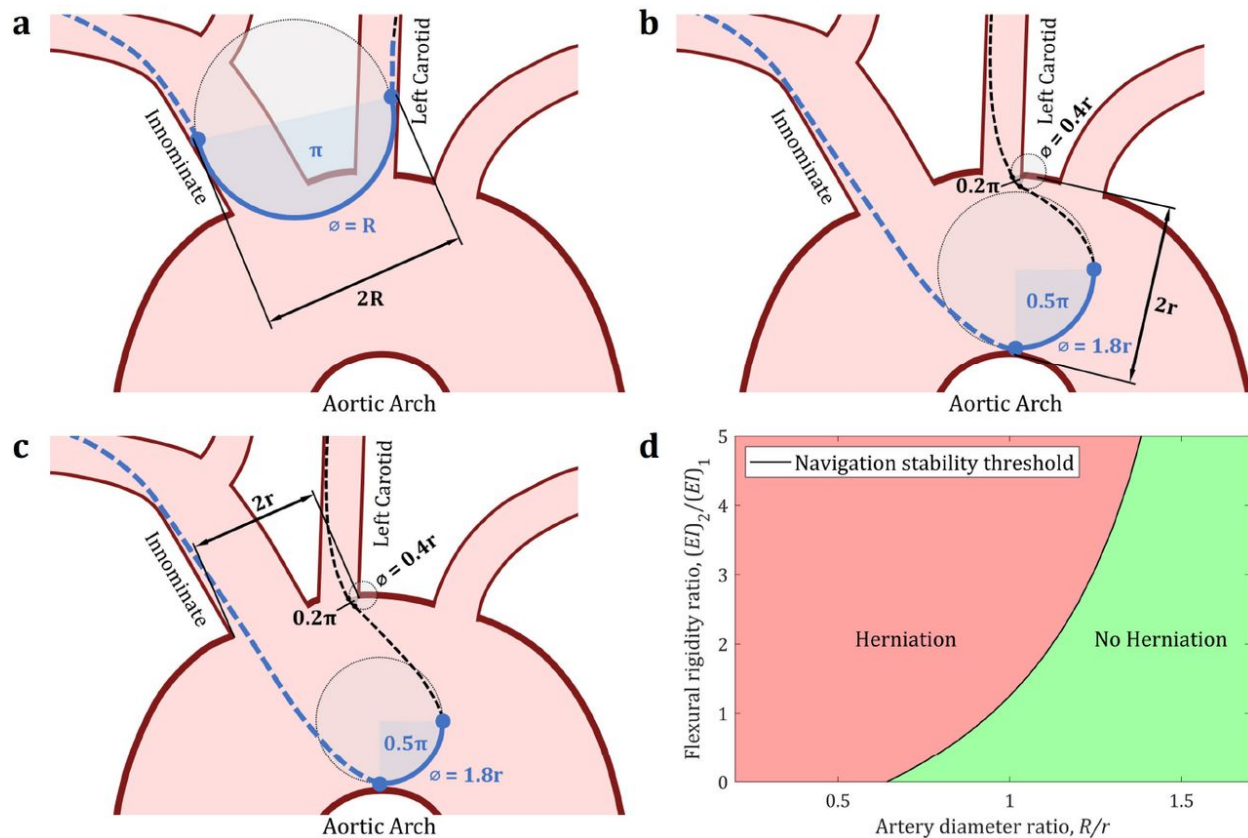 a
Innominate
Left Carotid
π
⌀ = R
2R
Aortic Arch
b
Innominate
Left Carotid
⌀ = 0.4r
0.2π
0.5π
2r
⌀ = 1.8r
Aortic Arch
c
2r
Innominate
Left Carotid
⌀ = 0.4r
0.2π
0.5π
⌀ = 1.8r
Aortic Arch
d
Navigation stability threshold
Flexural rigidity ratio, (EI)₂/(EI)₁
5
4
3
2
1
0
Herniation
No Herniation
0.5
1
1.5
Artery diameter ratio, R/r